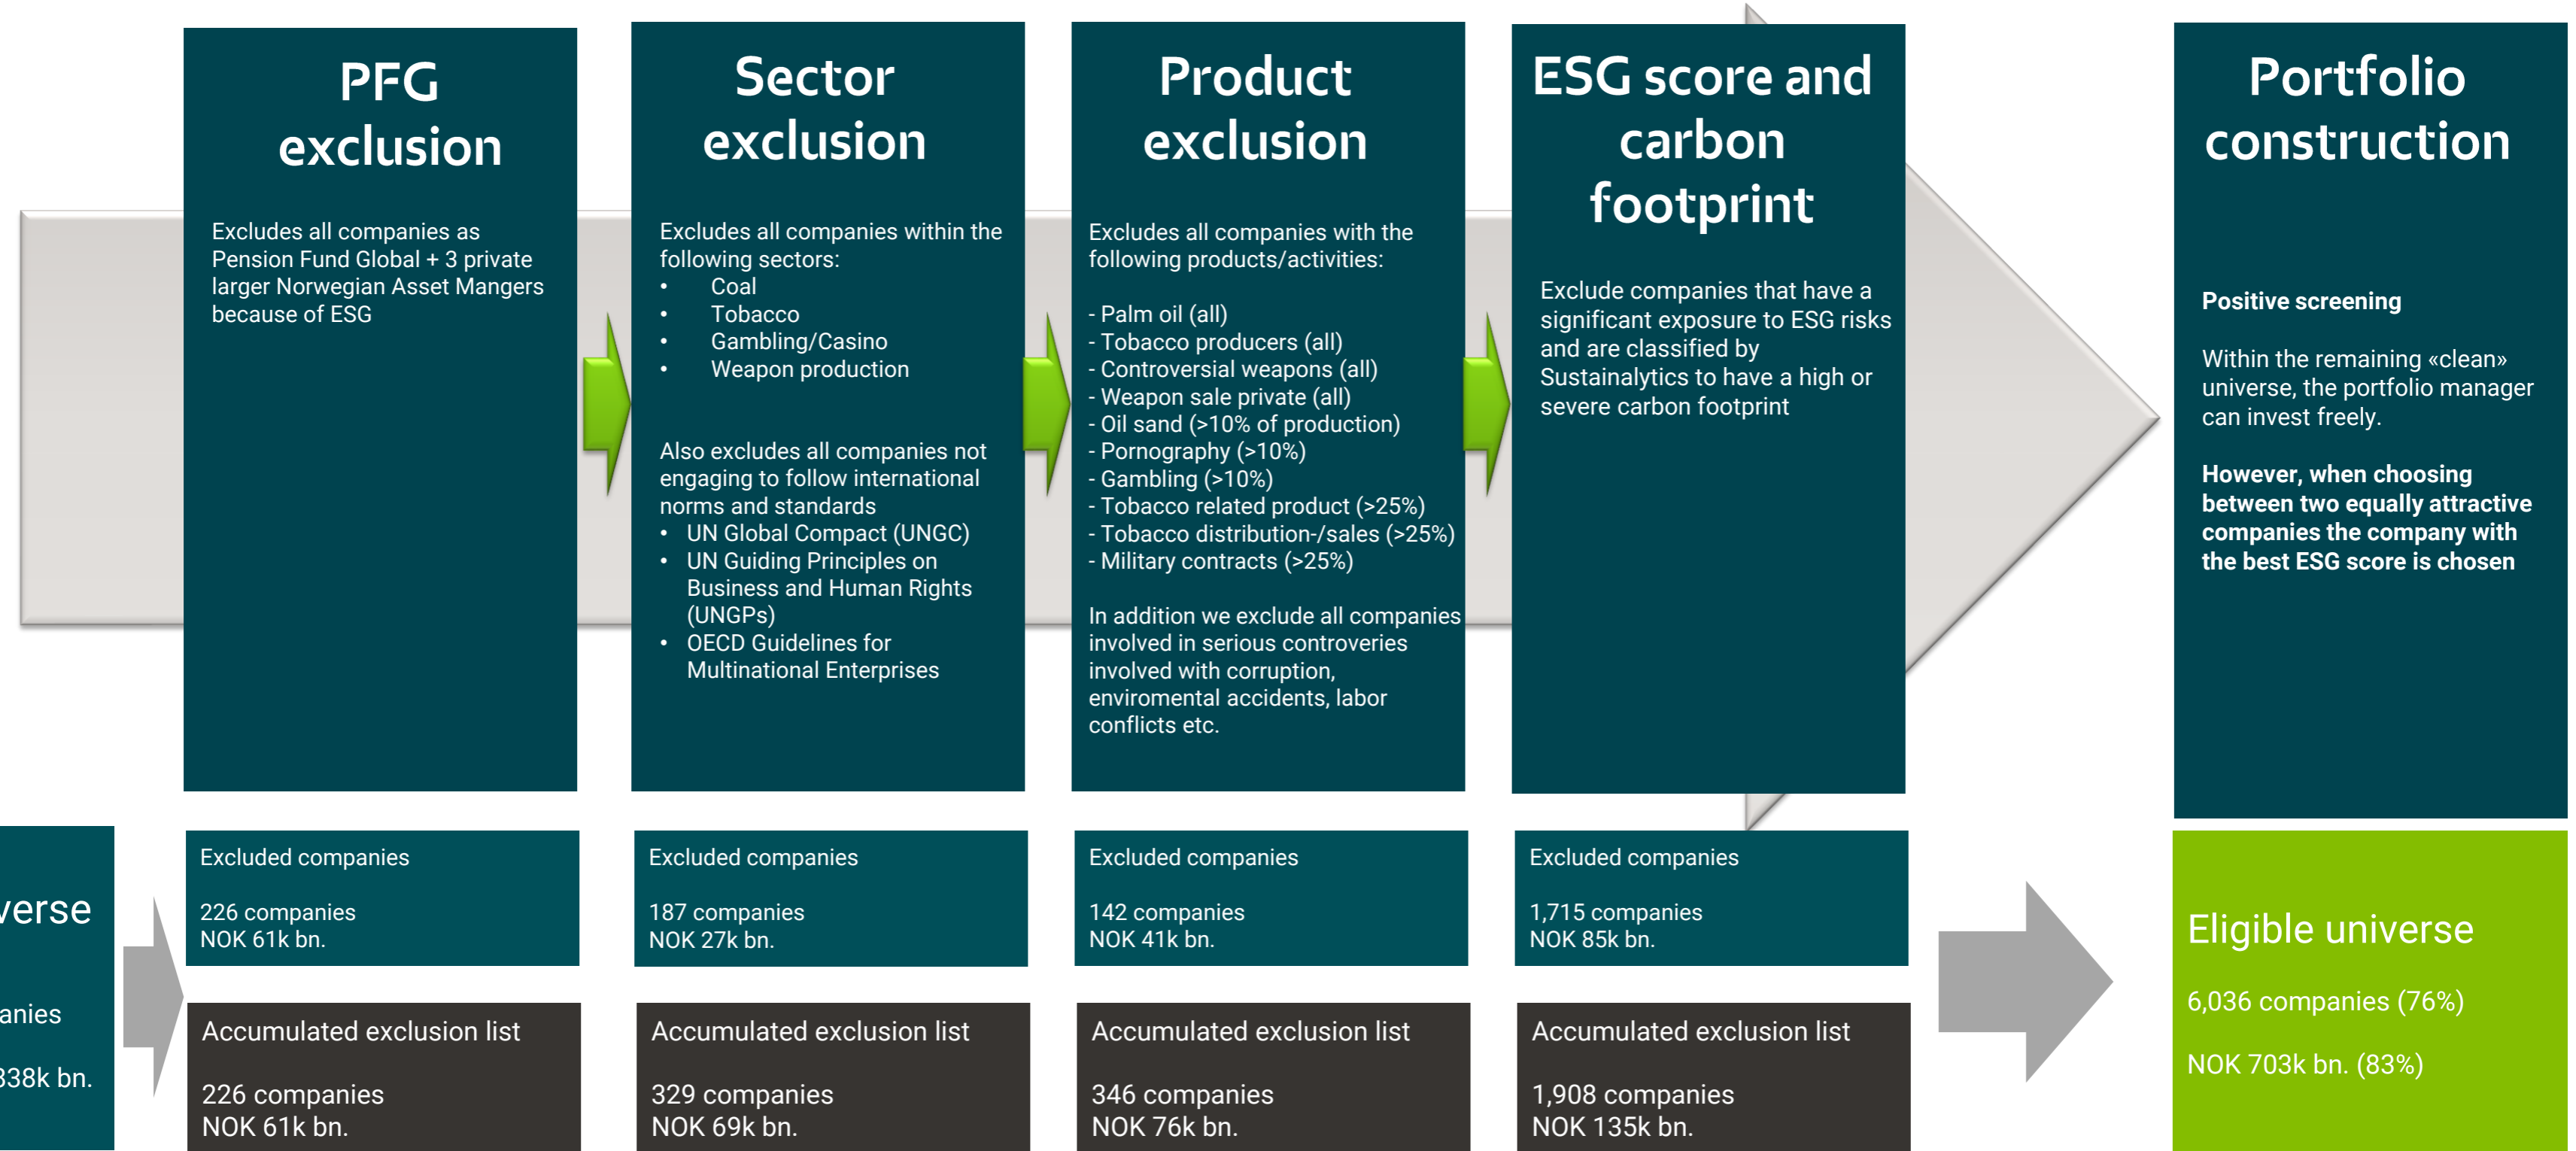 PFG
exclusion
Excludes all companies as
Pension Fund Global + 3 private
larger Norwegian Asset Mangers
because of ESG
Sector
exclusion
Excludes all companies within the
following sectors:
• Coal
• Tobacco
• Gambling/Casino
• Weapon production
Also excludes all companies not
engaging to follow international
norms and standards
• UN Global Compact (UNGC)
• UN Guiding Principles on
Business and Human Rights
(UNGPs)
• OECD Guidelines for
Multinational Enterprises
Product
exclusion
Excludes all companies with the
following products/activities:
- Palm oil (all)
- Tobacco producers (all)
- Controversial weapons (all)
- Weapon sale private (all)
- Oil sand (>10% of production)
- Pornography (>10%)
- Gambling (>10%)
- Tobacco related product (>25%)
- Tobacco distribution-/sales (>25%)
- Military contracts (>25%)
In addition we exclude all companies
involved in serious controveries
involved with corruption,
enviromental accidents, labor
conflicts etc.
ESG score and
carbon
footprint
Exclude companies that have a
significant exposure to ESG risks
and are classified by
Sustainalytics to have a high or
severe carbon footprint
Portfolio
construction
Positive screening
Within the remaining «clean»
universe, the portfolio manager
can invest freely.
However, when choosing
between two equally attractive
companies the company with
the best ESG score is chosen
verse
anies
338k bn.
Excluded companies
226 companies
NOK 61k bn.
Accumulated exclusion list
226 companies
NOK 61k bn.
Excluded companies
187 companies
NOK 27k bn.
Accumulated exclusion list
329 companies
NOK 69k bn.
Excluded companies
142 companies
NOK 41k bn.
Accumulated exclusion list
346 companies
NOK 76k bn.
Excluded companies
1,715 companies
NOK 85k bn.
Accumulated exclusion list
1,908 companies
NOK 135k bn.
Eligible universe
6,036 companies (76%)
NOK 703k bn. (83%)